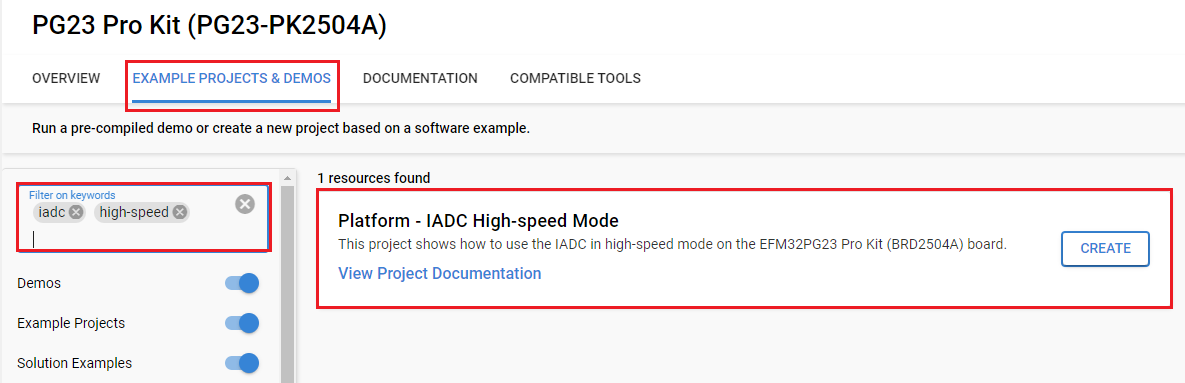 PG23 Pro Kit (PG23-PK2504A)
OVERVIEW EXAMPLE PROJECTS & DEMOS DOCUMENTATION COMPATIBLE TOOLS
Run a pre-compiled demo or create a new project based on a software example.
Filter on keywords
iadc high-speed
Demos
Example Projects
Solution Examples
1 resources found
Platform - IADC High-speed Mode
This project shows how to use the IADC in high-speed mode on the EFM32PG23 Pro Kit (BRD2504A) board.
View Project Documentation
CREATE